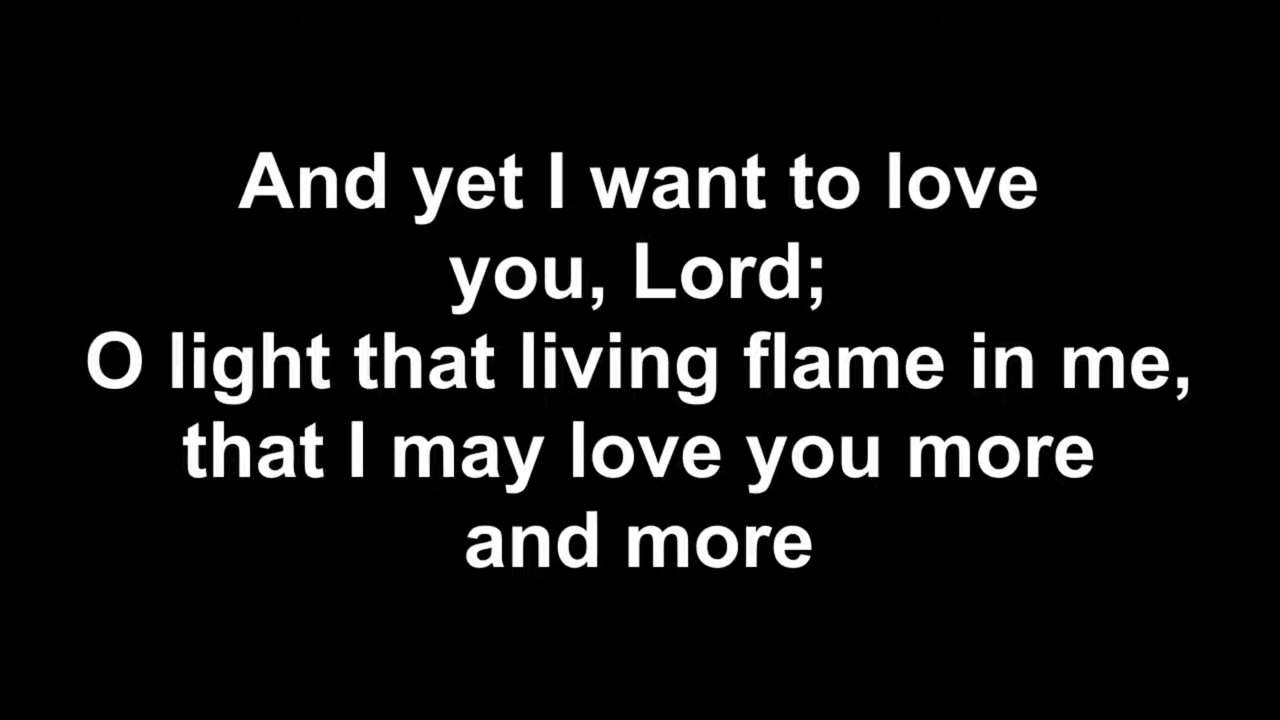 And yet I want to love
you, Lord;
O light that living flame in me,
that I may love you more
and more